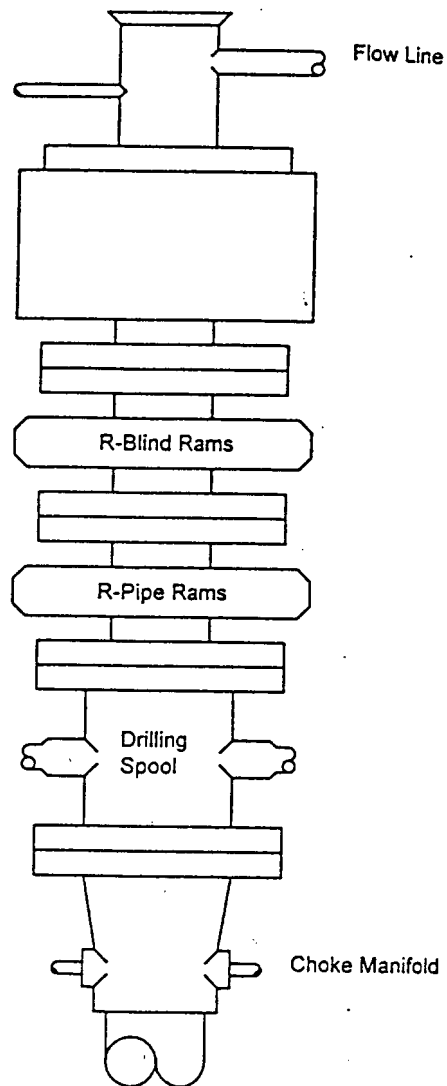 Flow Line
R-Blind Rams
R-Pipe Rams
Drilling
Spool
Choke Manifold